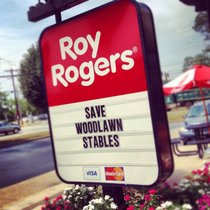 Roy
Rogers®
SAVE
WOODLAWN
STABLES
VISA MasterCard